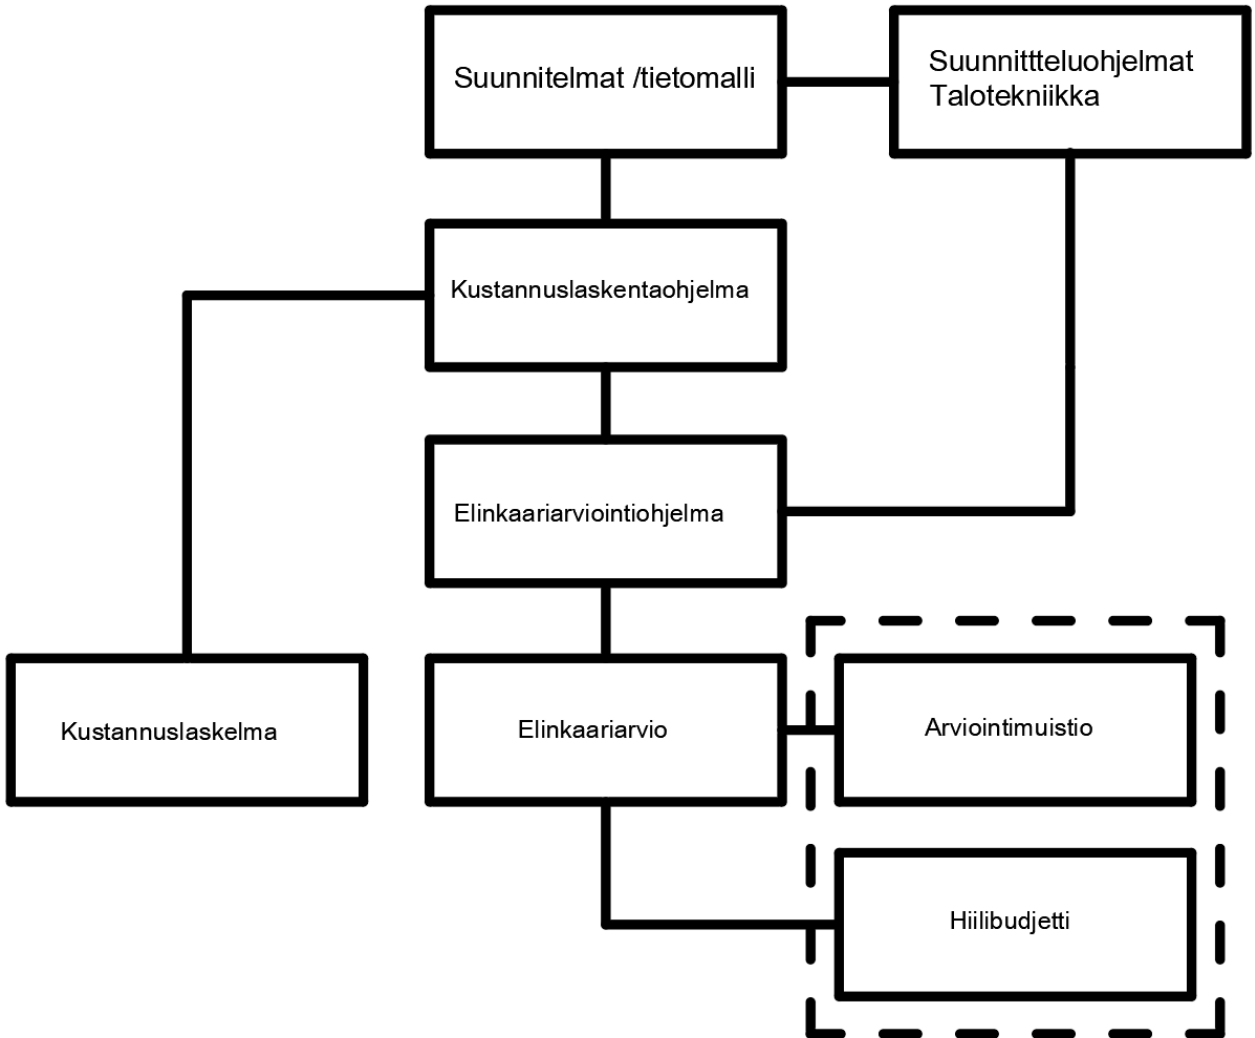 Suunnitelmat /tietomalli
Suunnittteluohjelmat
Talotekniikka
Kustannuslaskentaohjelma
Elinkaariarviointiohjelma
Kustannuslaskelma
Elinkaariarvio
Arviointimuistio
Hiilibudjetti